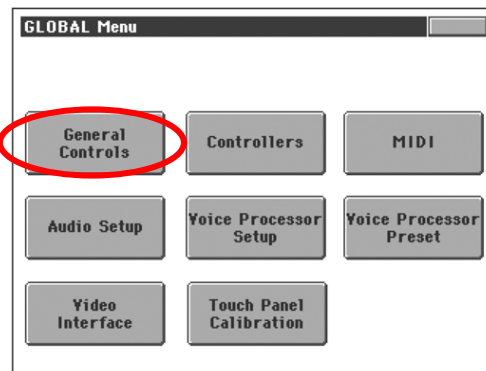 GLOBAL Menu
General
Controls
Controllers
MIDI
Audio Setup
Voice Processor
Setup
Voice Processor
Preset
Video
Interface
Touch Panel
Calibration